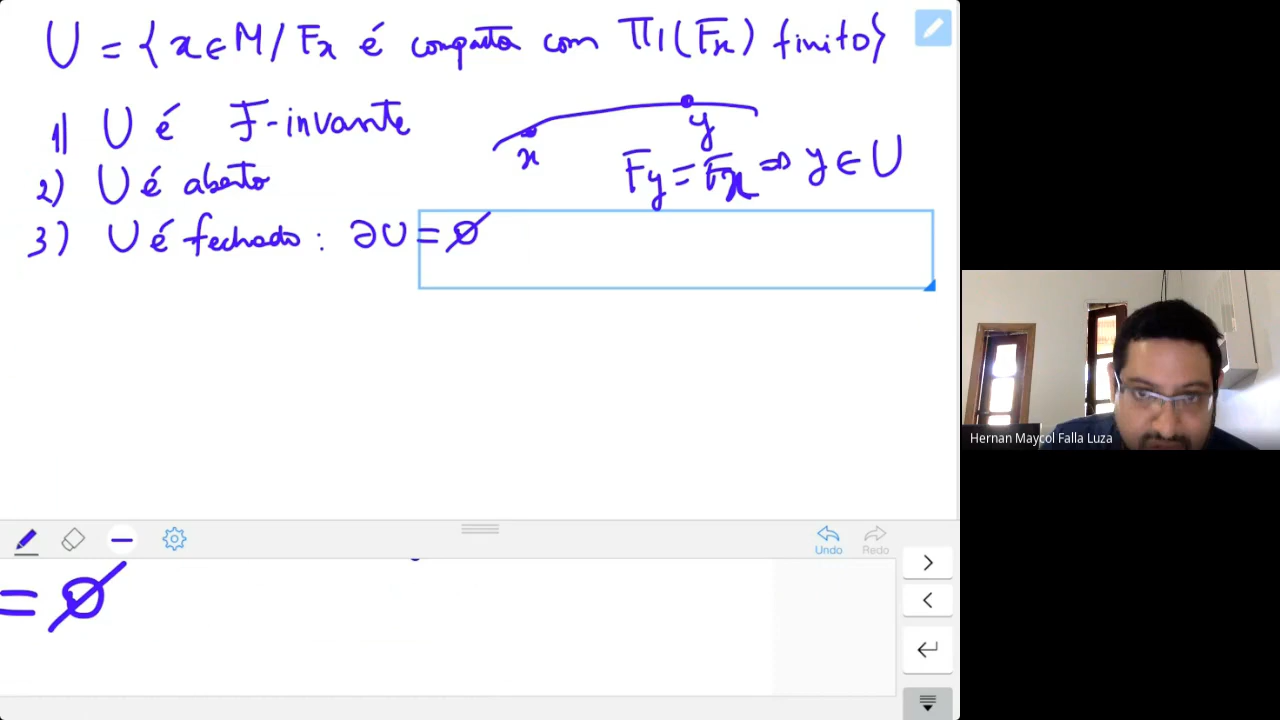 U = { x ∈ M / Fx é compacta com Π1(Fx) finito}
1) U é F-invante
x
y
Fy = Fx ⇒ y ∈ U
2) U é aberto
3) U é fechado : ∂U = ∅
Hernan Maycol Falla Luza
Undo
Redo
= ∅